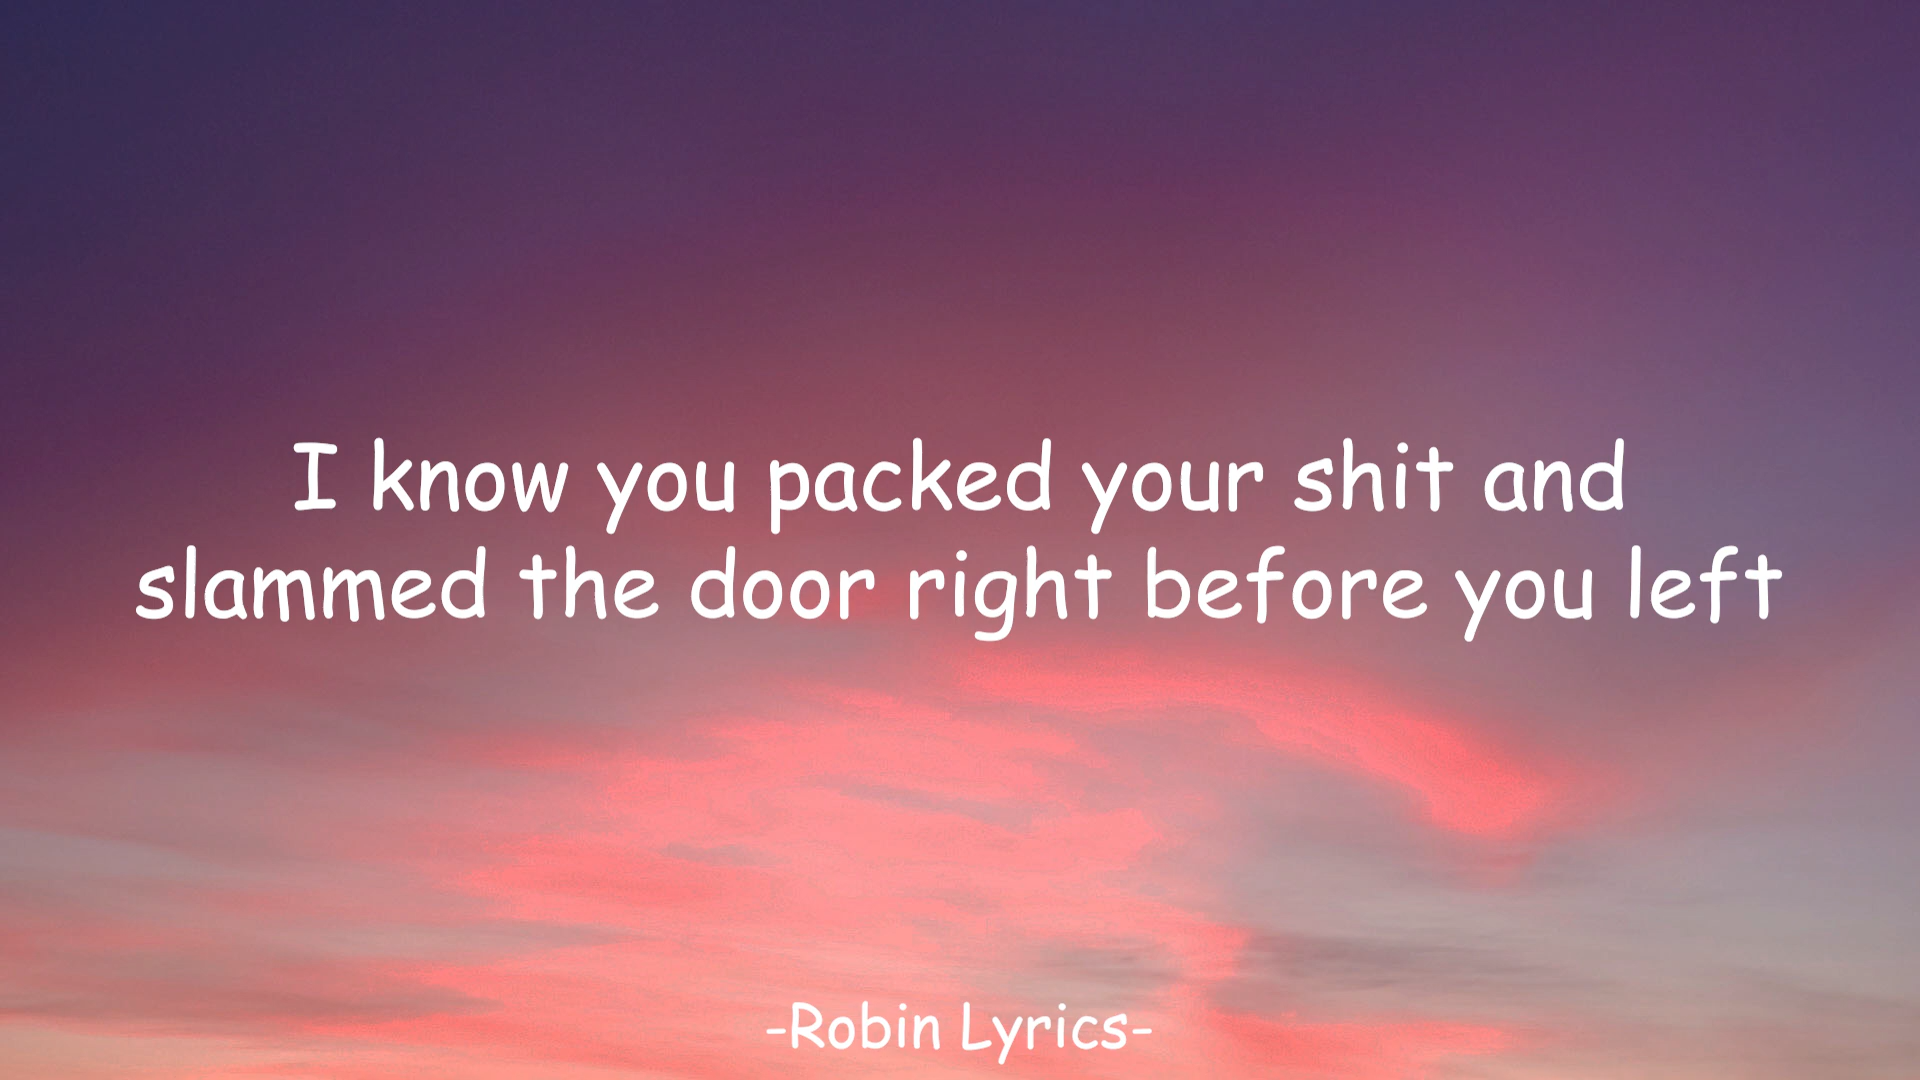 I know you packed your shit and
slammed the door right before you left
-Robin Lyrics-